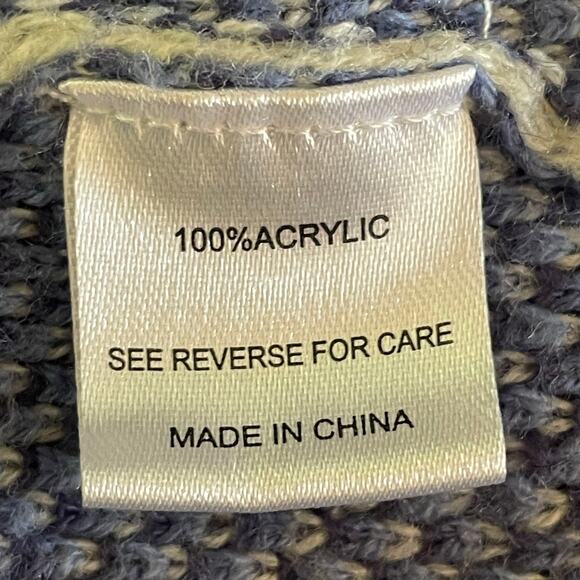 100%ACRYLIC
SEE REVERSE FOR CARE
MADE IN CHINA